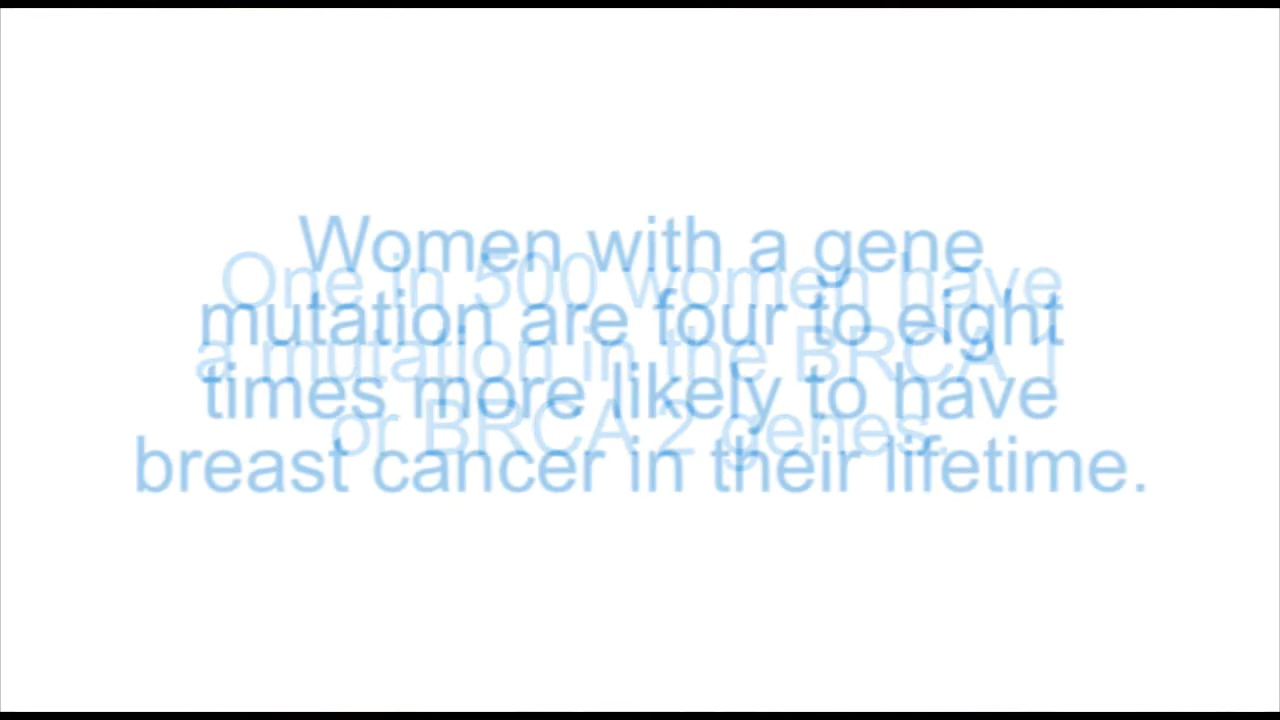 Women with a gene
mutation are four to eight
times more likely to have
breast cancer in their lifetime.
One in 500 women have
a mutation in the BRCA 1
or BRCA 2 genes.